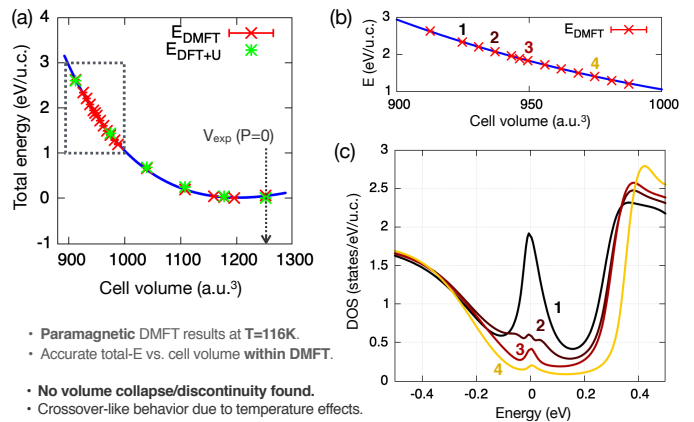 (a)
E_DMFT
E_DFT+U
V_exp (P=0)
Total energy (eV/u.c.)
4
3
2
1
0
-1
900 1000 1100 1200 1300
Cell volume (a.u.³)
• Paramagnetic DMFT results at T=116K.
• Accurate total-E vs. cell volume within DMFT.
• No volume collapse/discontinuity found.
• Crossover-like behavior due to temperature effects.
(b)
E (eV/u.c.)
3
2
1
0
1 2 3 4
E_DMFT
900 950 1000
Cell volume (a.u.³)
(c)
DOS (states/eV/u.c.)
3
2.5
2
1.5
1
0.5
0
1
2
3
4
-0.4 -0.2 0 0.2 0.4
Energy (eV)